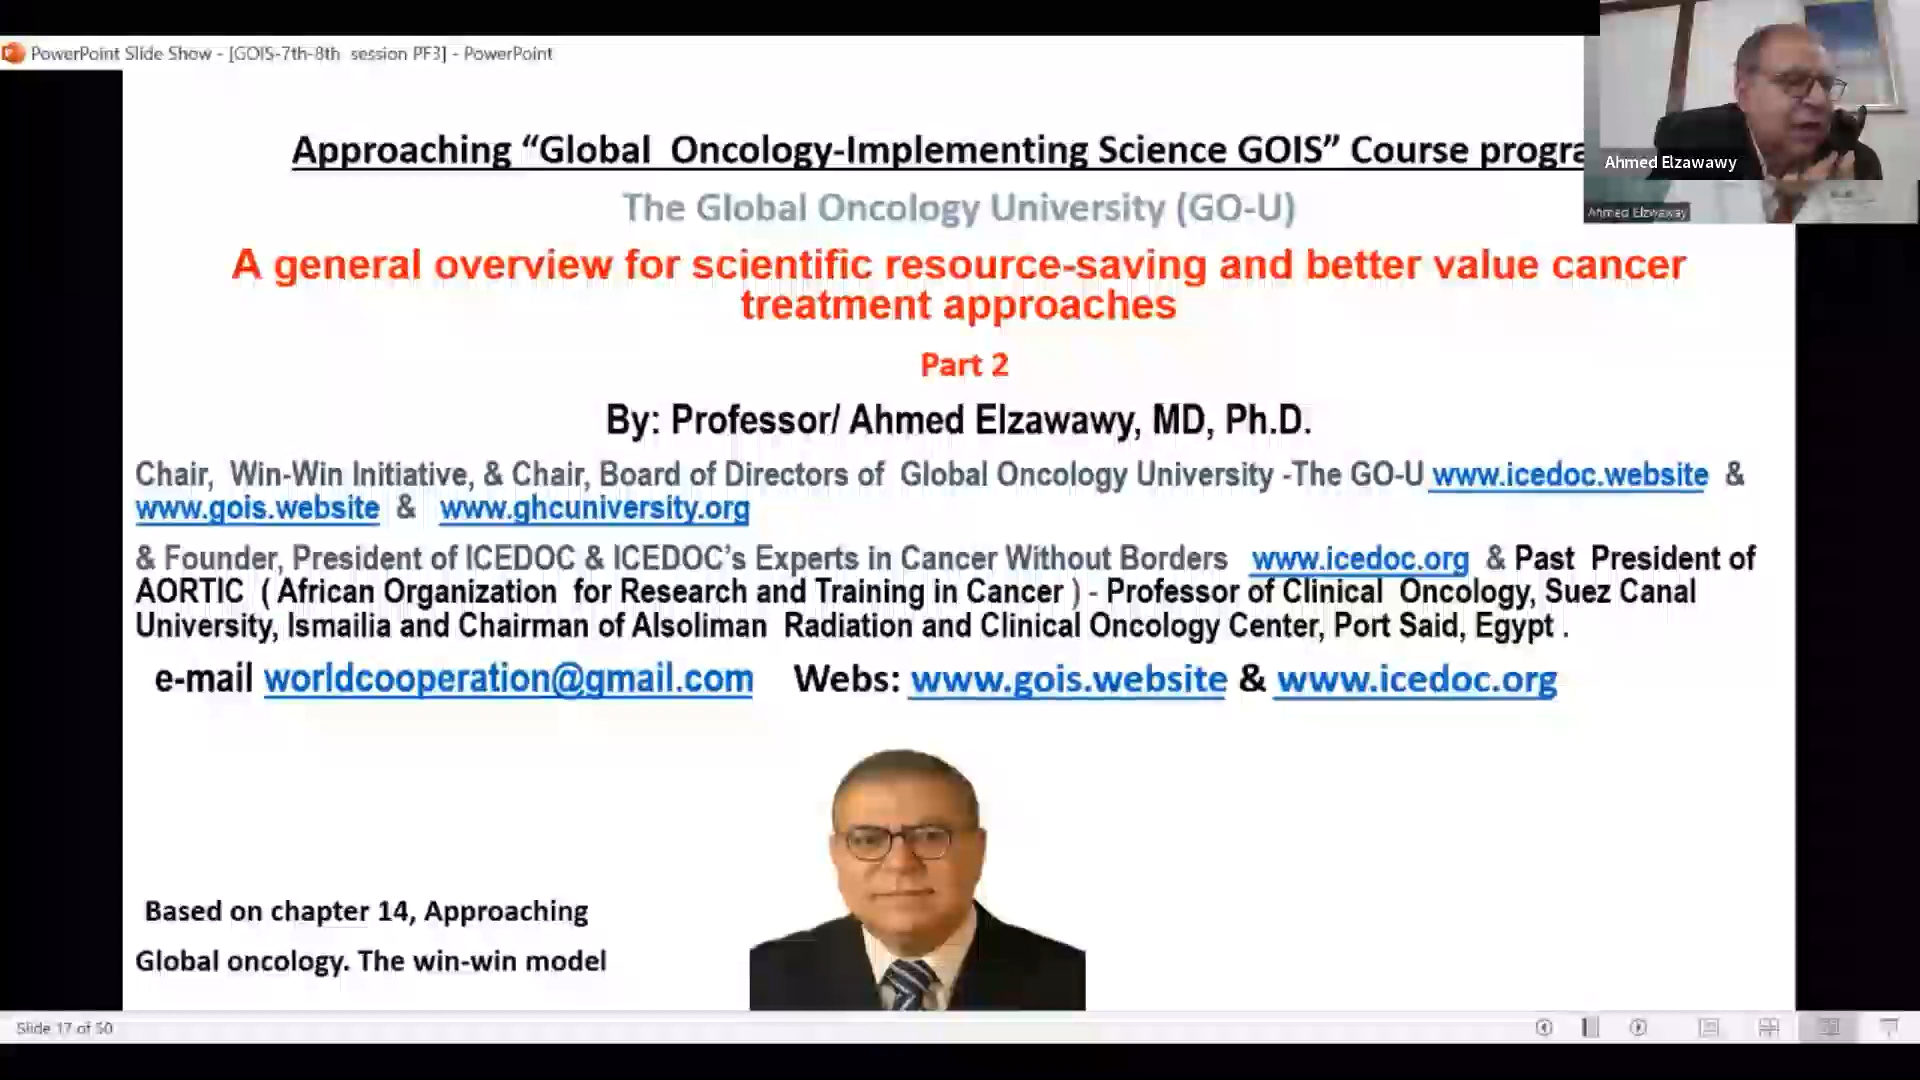 PowerPoint Slide Show - [GOIS-7th-8th  session PF3] - PowerPoint
Approaching “Global  Oncology-Implementing Science GOIS” Course progra
Ahmed Elzawawy
Ahmed Elzwaway
The Global Oncology University (GO-U)
A general overview for scientific resource-saving and better value cancer
treatment approaches
Part 2
By: Professor/ Ahmed Elzawawy, MD, Ph.D.
Chair,  Win-Win Initiative, & Chair, Board of Directors of  Global Oncology University -The GO-U www.icedoc.website  &
www.gois.website  &   www.ghcuniversity.org
& Founder, President of ICEDOC & ICEDOC’s Experts in Cancer Without Borders   www.icedoc.org  & Past  President of
AORTIC  ( African Organization  for Research and Training in Cancer ) - Professor of Clinical  Oncology, Suez Canal
University, Ismailia and Chairman of Alsoliman  Radiation and Clinical Oncology Center, Port Said, Egypt .
e-mail worldcooperation@gmail.com    Webs: www.gois.website & www.icedoc.org
Based on chapter 14, Approaching
Global oncology. The win-win model
Slide 17 of 50